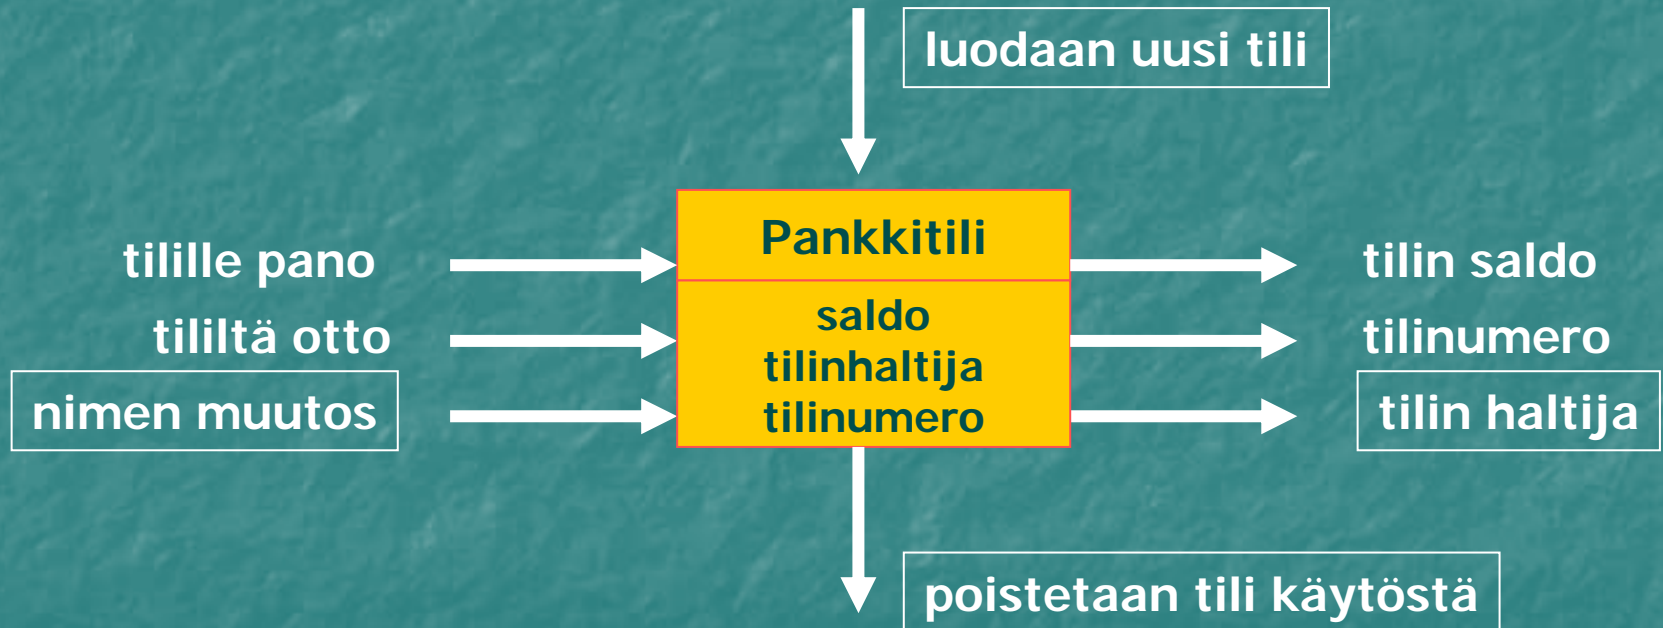 luodaan uusi tili
Pankkitili
tilille pano
tililtä otto
nimen muutos
saldo
tilinhaltija
tilinumero
tilin saldo
tilinumero
tilin haltija
poistetaan tili käytöstä